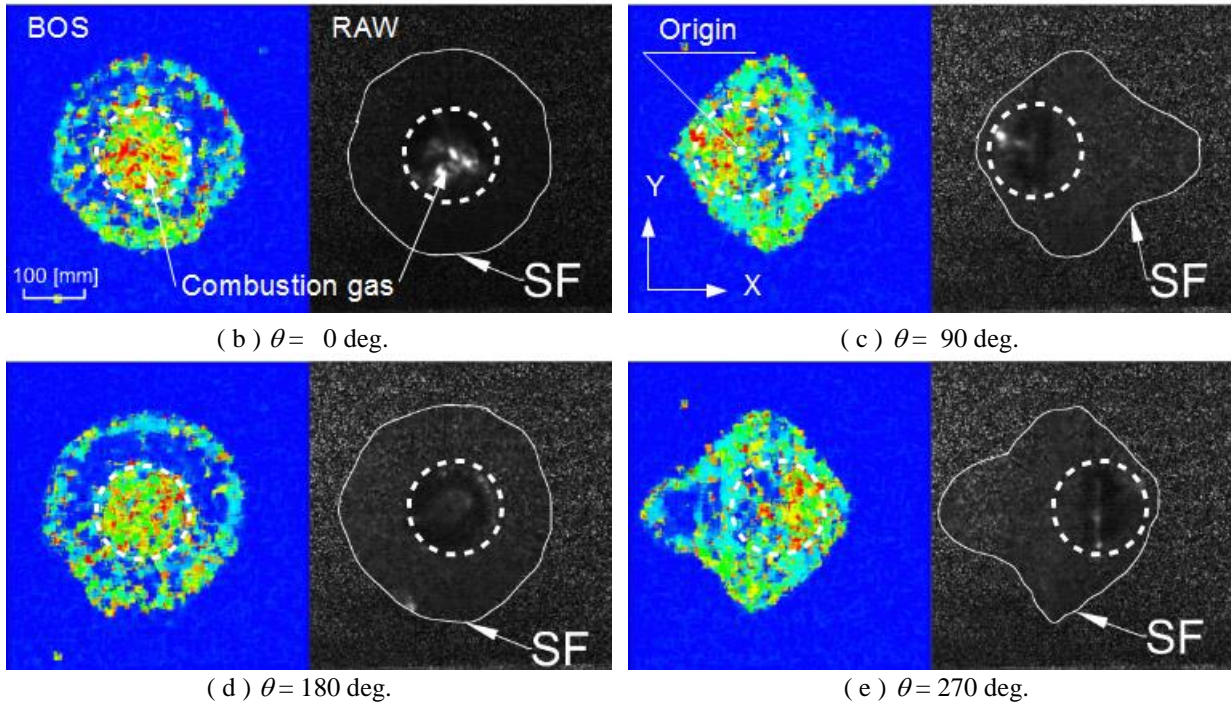 BOS
RAW
100 [mm]
Combustion gas
SF
( b ) θ = 0 deg.
Origin
Y
X
SF
( c ) θ = 90 deg.
SF
( d ) θ = 180 deg.
SF
( e ) θ = 270 deg.